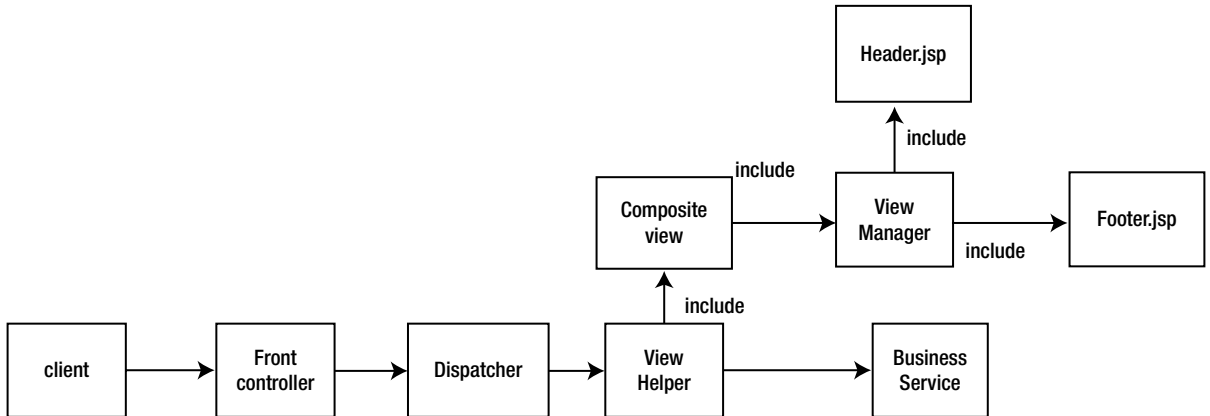 Header.jsp
include
include
Composite
view
View
Manager
Footer.jsp
include
include
client
Front
controller
Dispatcher
View
Helper
Business
Service